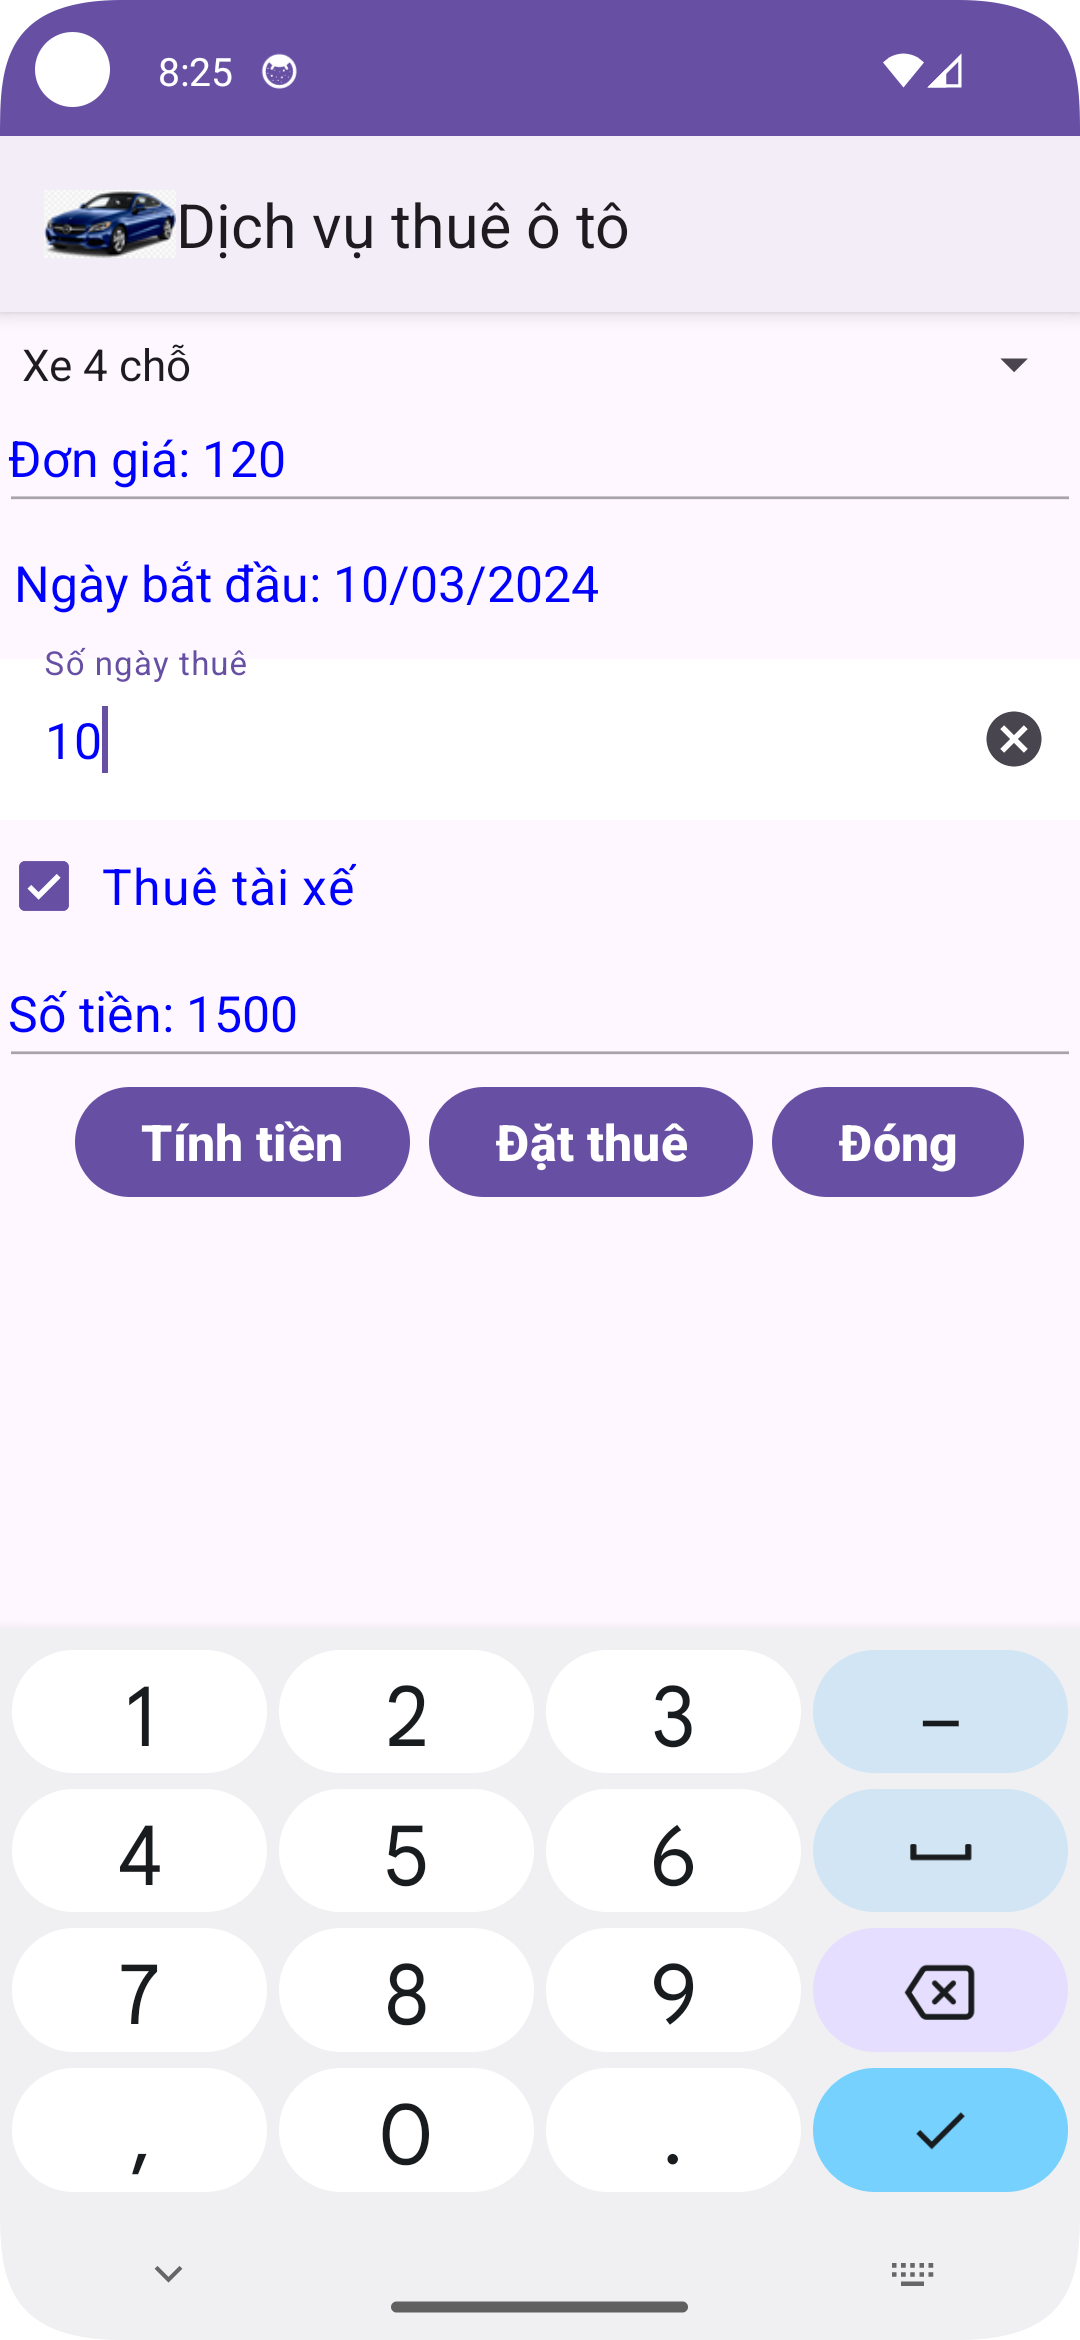 8:25
Dịch vụ thuê ô tô
Xe 4 chỗ
Đơn giá: 120
Ngày bắt đầu: 10/03/2024
Số ngày thuê
10
Thuê tài xế
Số tiền: 1500
Tính tiền Đặt thuê Đóng
1 2 3 –
4 5 6
7 8 9
, 0 .